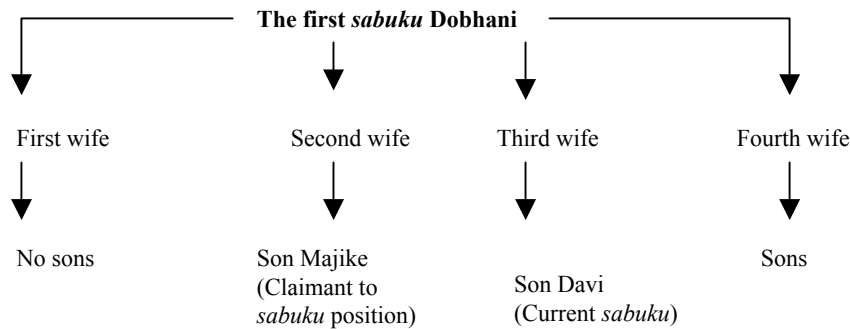 The first sabuku Dobhani
First wife
Second wife
Third wife
Fourth wife
No sons
Son Majike
(Claimant to
sabuku position)
Son Davi
(Current sabuku)
Sons